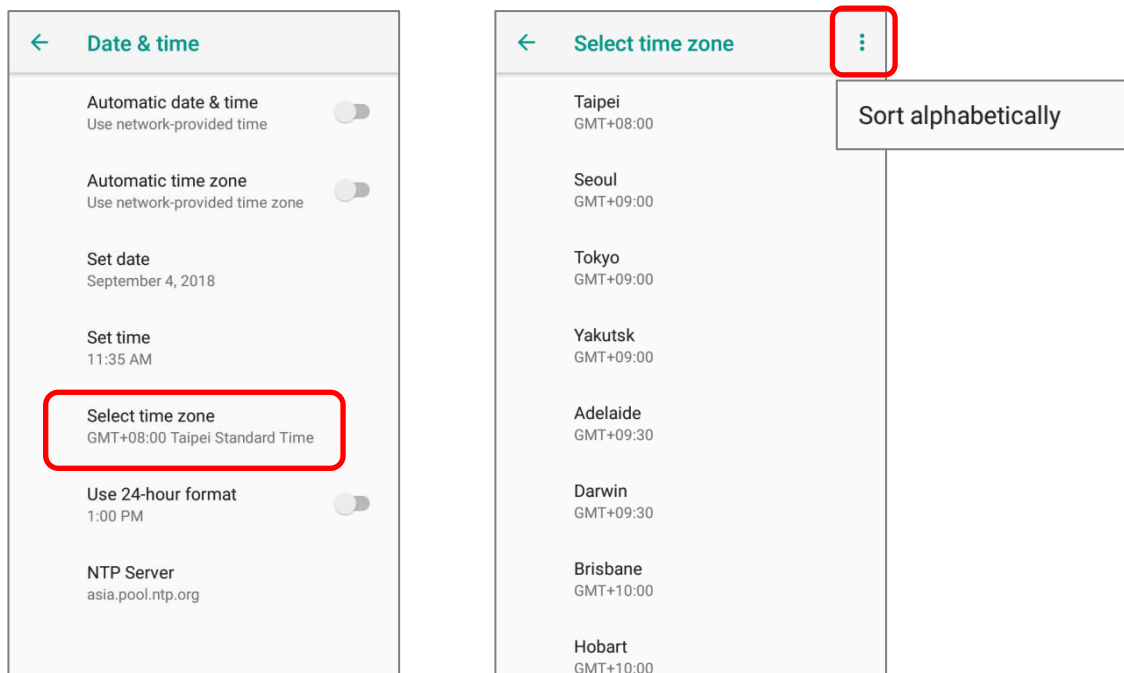 Date & time
Automatic date & time
Use network-provided time
Automatic time zone
Use network-provided time zone
Set date
September 4, 2018
Set time
11:35 AM
Select time zone
GMT+08:00 Taipei Standard Time
Use 24-hour format
1:00 PM
NTP Server
asia.pool.ntp.org
Select time zone
Sort alphabetically
Taipei
GMT+08:00
Seoul
GMT+09:00
Tokyo
GMT+09:00
Yakutsk
GMT+09:00
Adelaide
GMT+09:30
Darwin
GMT+09:30
Brisbane
GMT+10:00
Hobart
GMT+10:00